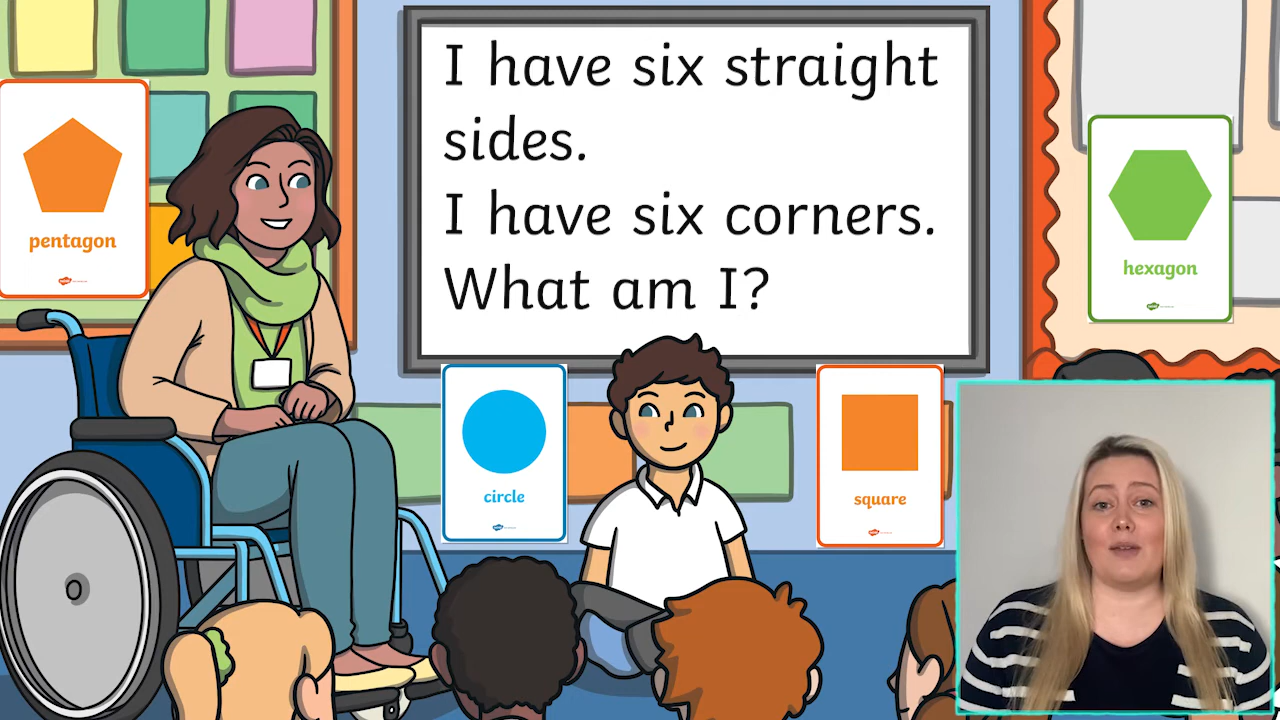 I have six straight
sides.
I have six corners.
What am I?
pentagon
hexagon
circle
square